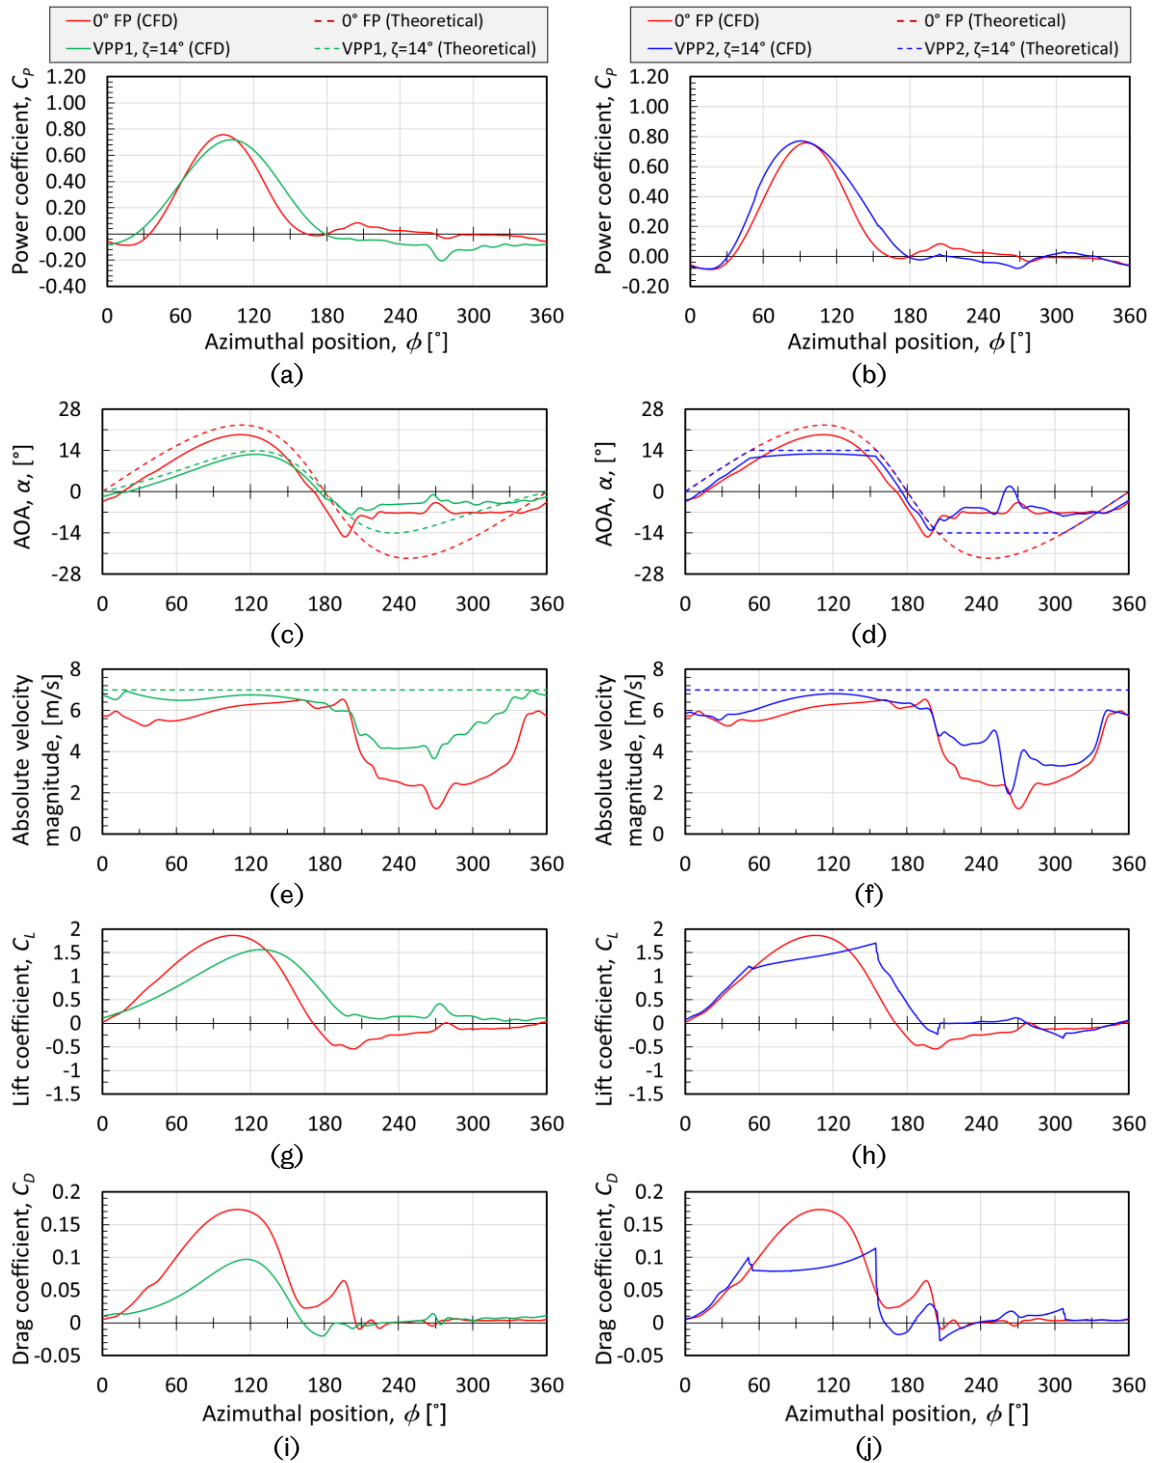 0° FP (CFD)
0° FP (Theoretical)
VPP1, ζ=14° (CFD)
VPP1, ζ=14° (Theoretical)
0° FP (CFD)
0° FP (Theoretical)
VPP2, ζ=14° (CFD)
VPP2, ζ=14° (Theoretical)
Power coefficient, C_P
1.20
1.00
0.80
0.60
0.40
0.20
0.00
-0.20
-0.40
0 60 120 180 240 300 360
Azimuthal position, ϕ [°]
(a)
Power coefficient, C_P
1.20
1.00
0.80
0.60
0.40
0.20
0.00
-0.20
0 60 120 180 240 300 360
Azimuthal position, ϕ [°]
(b)
AOA, α, [°]
28
14
0
-14
-28
0 60 120 180 240 300 360
(c)
AOA, α, [°]
28
14
0
-14
-28
0 60 120 180 240 300 360
(d)
Absolute velocity
magnitude, [m/s]
8
6
4
2
0
0 60 120 180 240 300 360
(e)
Absolute velocity
magnitude, [m/s]
8
6
4
2
0
0 60 120 180 240 300 360
(f)
Lift coefficient, C_L
2
1.5
1
0.5
0
-0.5
-1
-1.5
0 60 120 180 240 300 360
(g)
Lift coefficient, C_L
2
1.5
1
0.5
0
-0.5
-1
-1.5
0 60 120 180 240 300 360
(h)
Drag coefficient, C_D
0.2
0.15
0.1
0.05
0
-0.05
0 60 120 180 240 300 360
Azimuthal position, ϕ [°]
(i)
Drag coefficient, C_D
0.2
0.15
0.1
0.05
0
-0.05
0 60 120 180 240 300 360
Azimuthal position, ϕ [°]
(j)